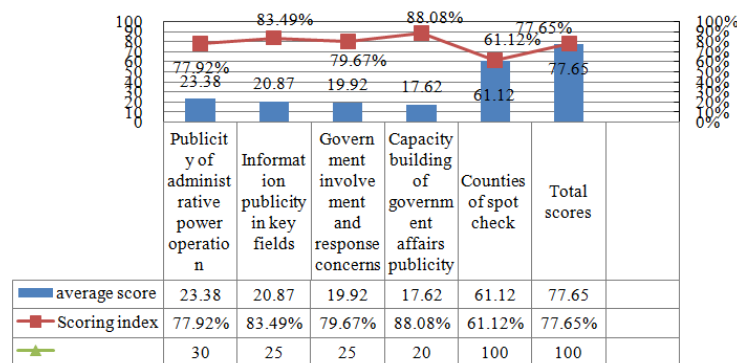 100
90
80
70
60
50
40
30
20
10
0
100%
90%
80%
70%
60%
50%
40%
30%
20%
10%
0%
77.92%
83.49%
79.67%
88.08%
61.12%
77.65%
23.38
20.87
19.92
17.62
61.12
77.65
Publicit
y of
administ
rative
power
operatio
n
Informat
ion
publicity
in key
fields
Govern
ment
involve
ment
and
response
concerns
Capacity
building
of
governm
ent
affairs
publicity
Counties
of spot
check
Total
scores
average score 23.38 20.87 19.92 17.62 61.12 77.65
Scoring index 77.92% 83.49% 79.67% 88.08% 61.12% 77.65%
30 25 25 20 100 100